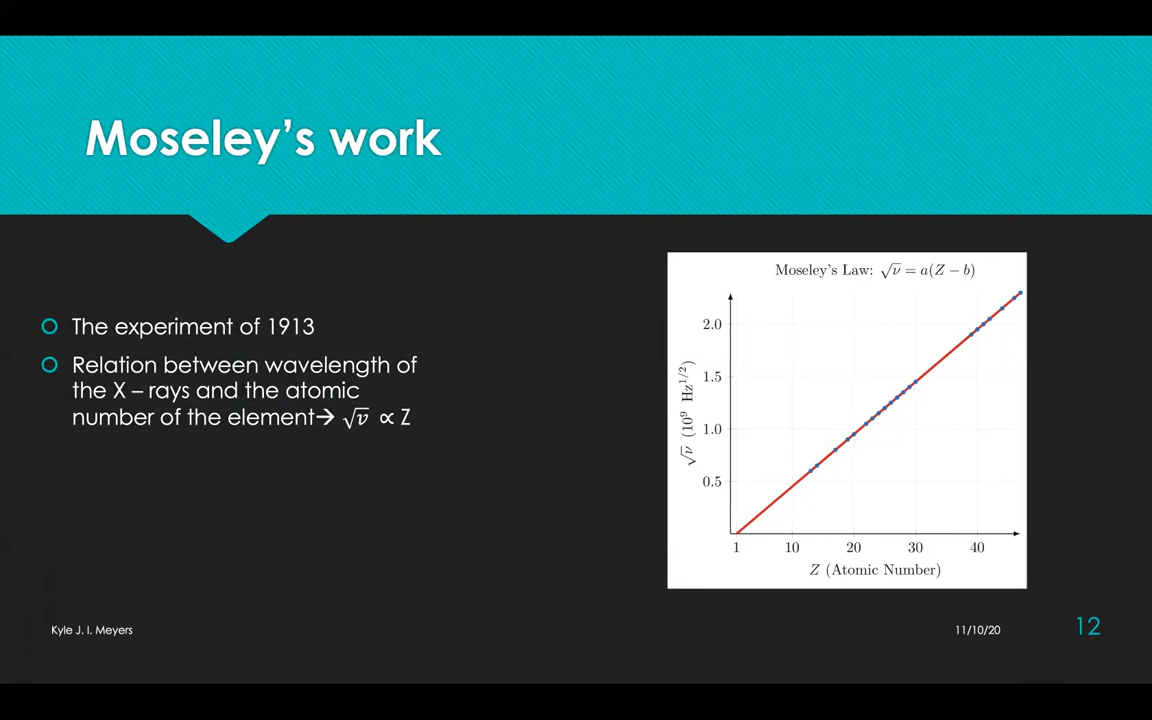 Moseley's work
The experiment of 1913
Relation between wavelength of
the X – rays and the atomic
number of the element→ √ν ∝ Z
Moseley's Law: √ν = a(Z − b)
2.0
1.5
1.0
0.5
√ν (10⁹ Hz^1/2)
1 10 20 30 40
Z (Atomic Number)
Kyle J. I. Meyers
11/10/20
12